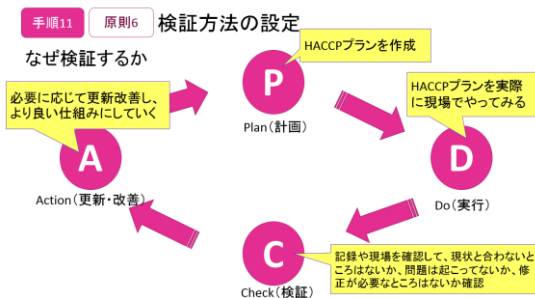 手順11 原則6 検証方法の設定
なぜ検証するか
HACCPプランを作成
P
Plan(計画)
HACCPプランを実際
に現場でやってみる
D
Do(実行)
記録や現場を確認して、現状と合わないと
ころはないか、問題は起こってないか、修
正が必要なところはないか確認
C
Check(検証)
必要に応じて更新改善し、
より良い仕組みにしていく
A
Action(更新・改善)